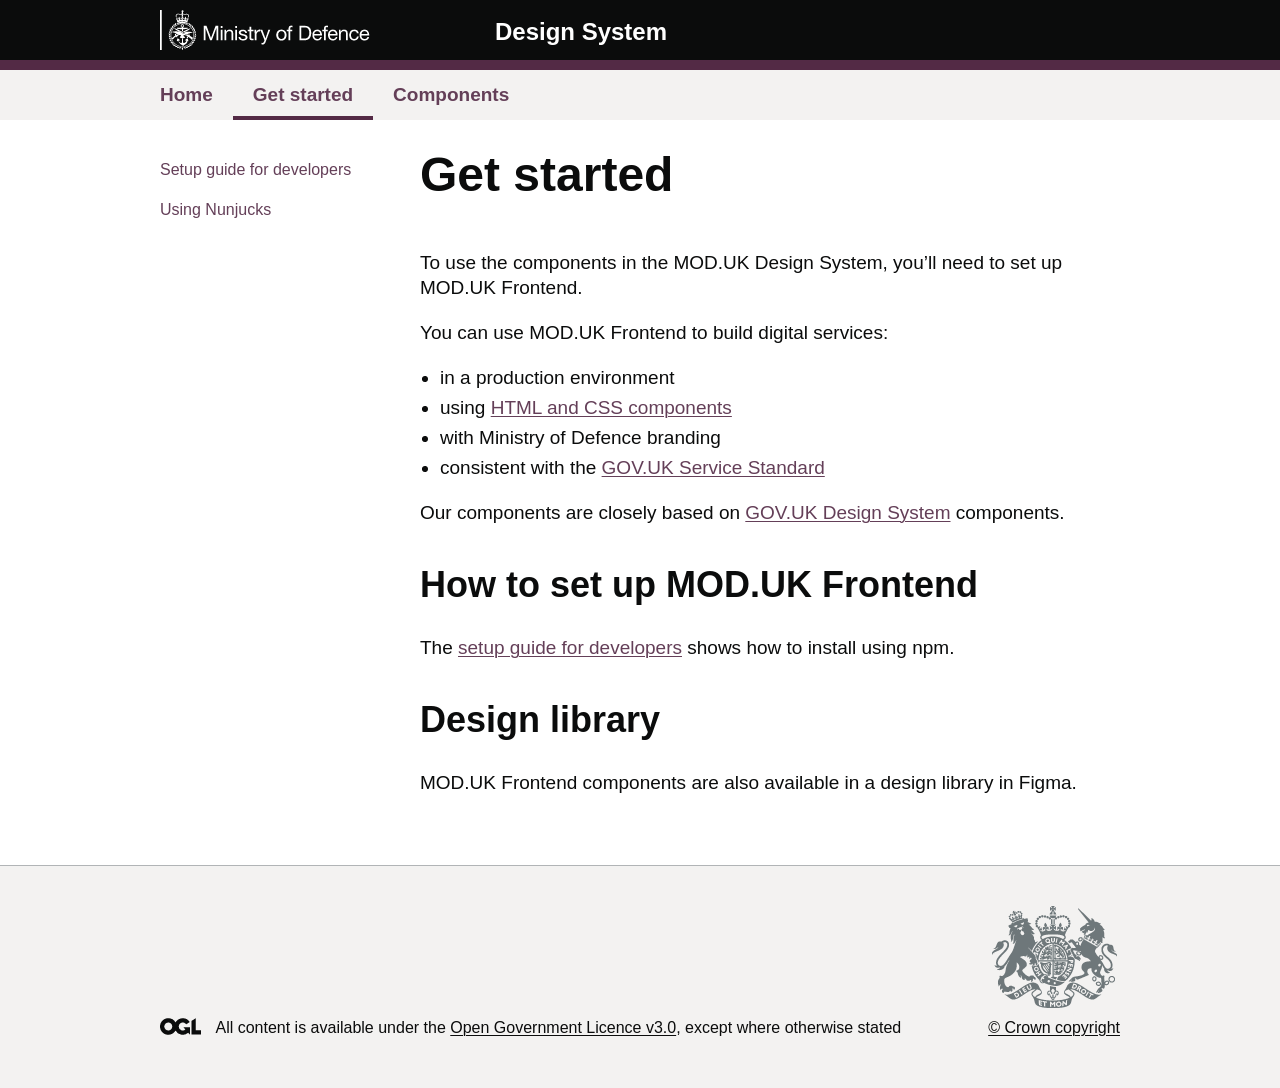 Ministry of Defence
Design System
Home
Get started
Components
Setup guide for developers
Using Nunjucks
Get started
To use the components in the MOD.UK Design System, you’ll need to set up
MOD.UK Frontend.
You can use MOD.UK Frontend to build digital services:
in a production environment
using HTML and CSS components
with Ministry of Defence branding
consistent with the GOV.UK Service Standard
Our components are closely based on GOV.UK Design System components.
How to set up MOD.UK Frontend
The setup guide for developers shows how to install using npm.
Design library
MOD.UK Frontend components are also available in a design library in Figma.
OGL
All content is available under the Open Government Licence v3.0, except where otherwise stated
© Crown copyright